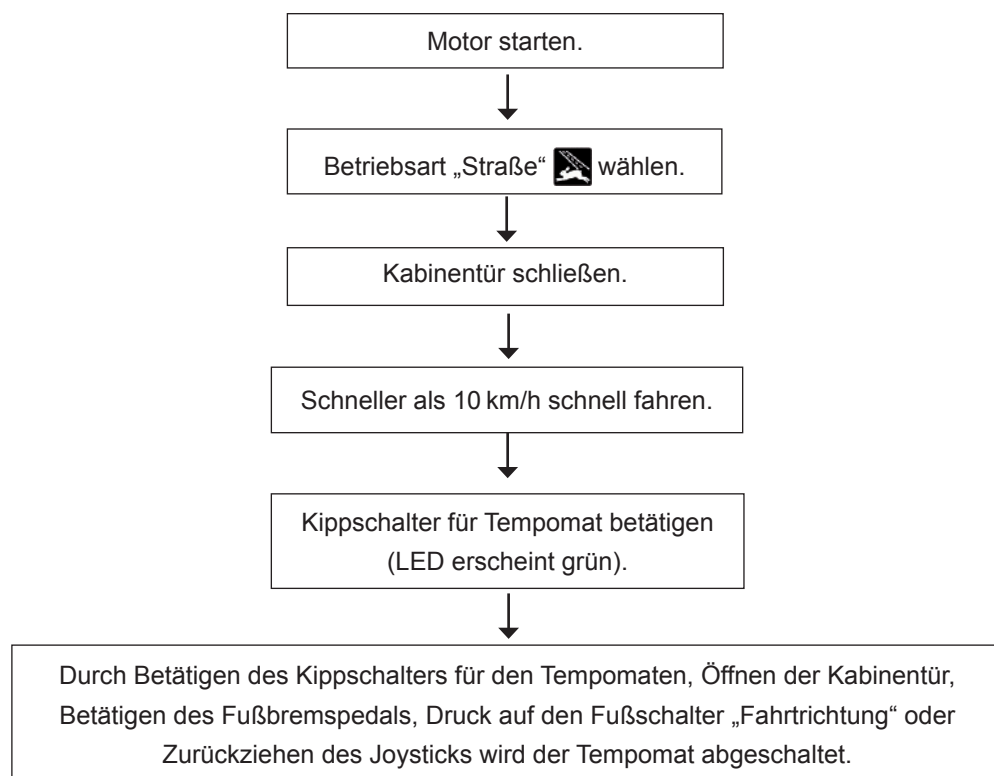 Motor starten.
Betriebsart „Straße“ wählen.
Kabinentür schließen.
Schneller als 10 km/h schnell fahren.
Kippschalter für Tempomat betätigen
(LED erscheint grün).
Durch Betätigen des Kippschalters für den Tempomaten, Öffnen der Kabinentür,
Betätigen des Fußbremspedals, Druck auf den Fußschalter „Fahrtrichtung“ oder
Zurückziehen des Joysticks wird der Tempomat abgeschaltet.